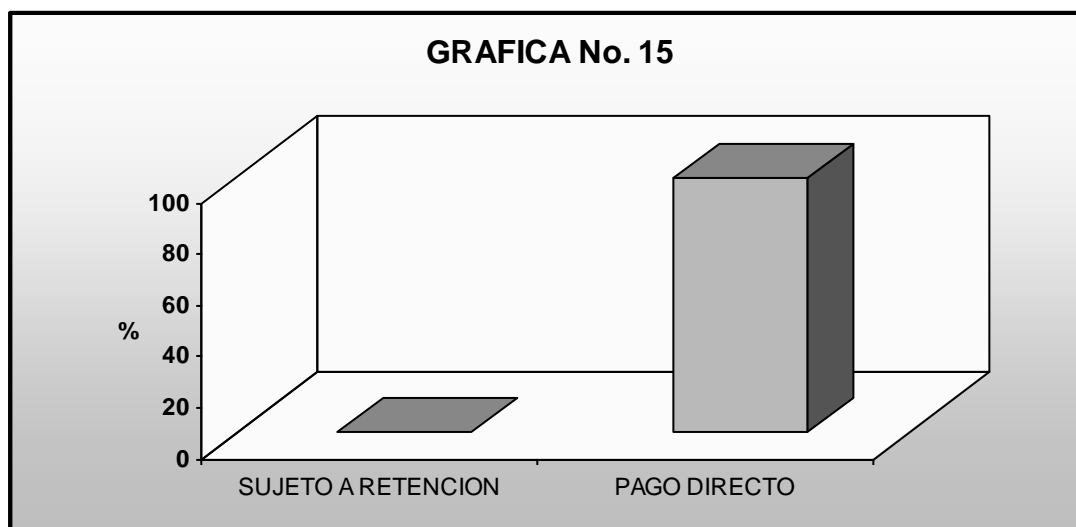 GRAFICA No. 15
100
80
60
%
40
20
0
SUJETO A RETENCION
PAGO DIRECTO